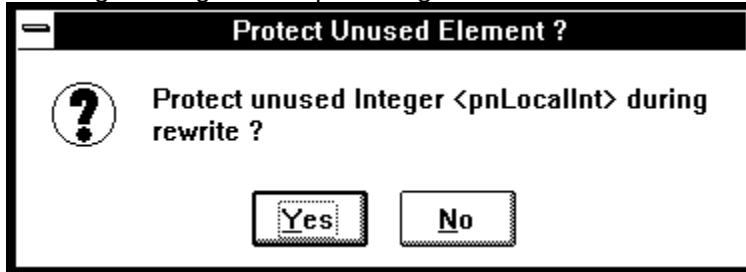 Protect Unused Element ?
Protect unused Integer <pnLocalInt> during
rewrite ?
Yes
No